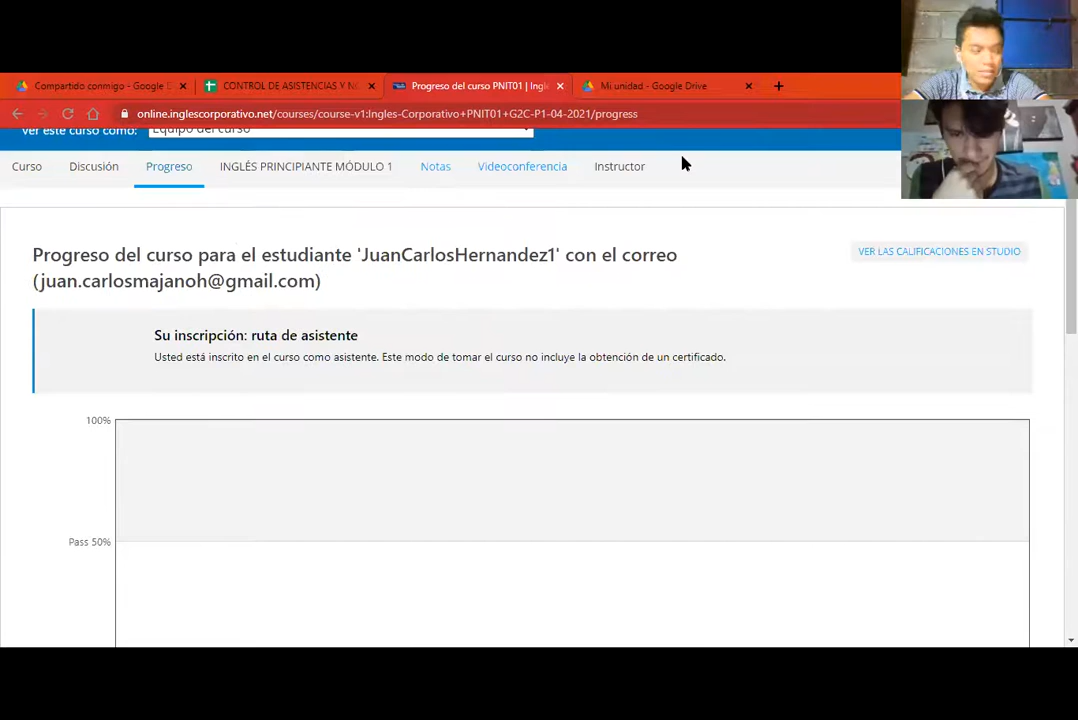 Compartido conmigo - Google
CONTROL DE ASISTENCIAS Y NO
Progreso del curso PNIT01 | Ingl
Mi unidad - Google Drive
online.inglescorporativo.net/courses/course-v1:Ingles-Corporativo+PNIT01+G2C-P1-04-2021/progress
Ver este curso como:
Equipo del curso
Curso
Discusión
Progreso
INGLÉS PRINCIPIANTE MÓDULO 1
Notas
Videoconferencia
Instructor
Progreso del curso para el estudiante 'JuanCarlosHernandez1' con el correo
(juan.carlosmajanoh@gmail.com)
VER LAS CALIFICACIONES EN STUDIO
Su inscripción: ruta de asistente
Usted está inscrito en el curso como asistente. Este modo de tomar el curso no incluye la obtención de un certificado.
100%
Pass 50%